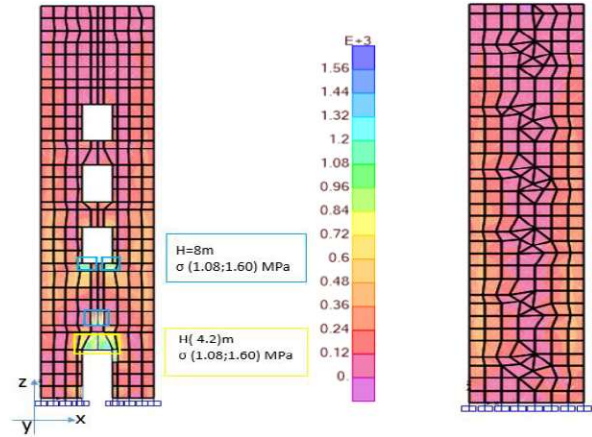 E+3
1.56
1.44
1.32
1.2
1.08
0.96
0.84
0.72
0.6
0.48
0.36
0.24
0.12
0.
H=8m
σ (1.08;1.60) MPa
H( 4.2)m
σ (1.08;1.60) MPa
z
y
x